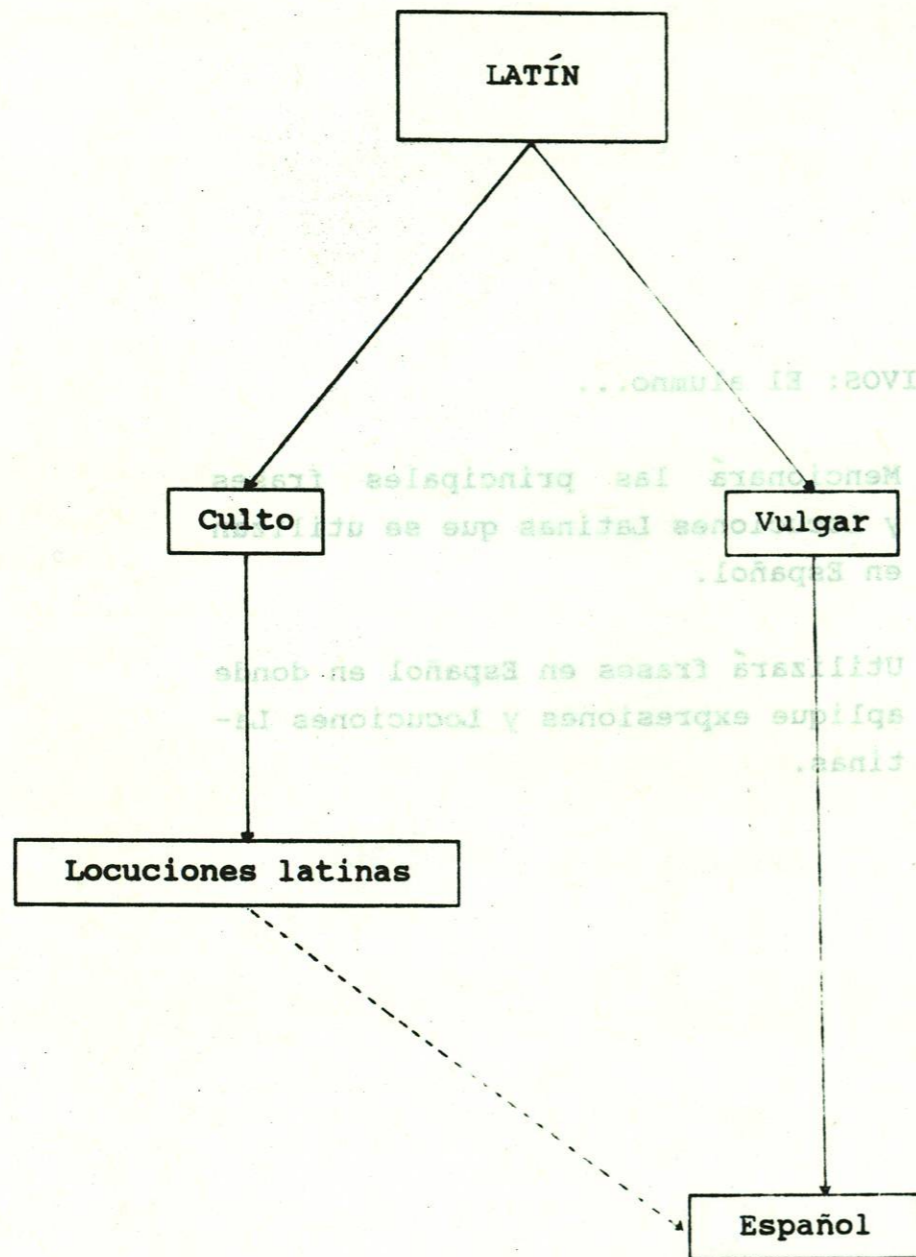 LATÍN
IVOS: El alumno...
Mencionará las principales frases
Culto
Vulgar
y Locuciones Latinas que se utilizan
en Español.
Utilizará frases en Español en donde
aplique expresiones y Locuciones La-
tinas.
Locuciones latinas
Español